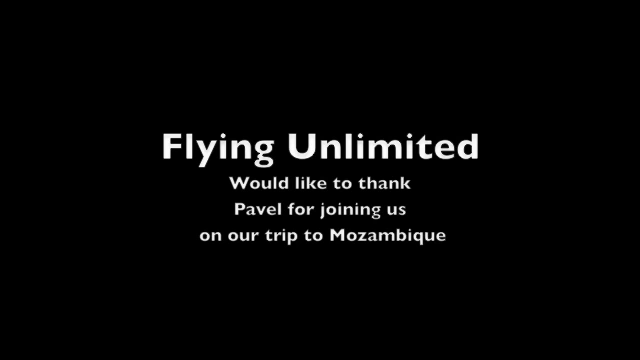 Flying Unlimited
Would like to thank
Pavel for joining us
on our trip to Mozambique